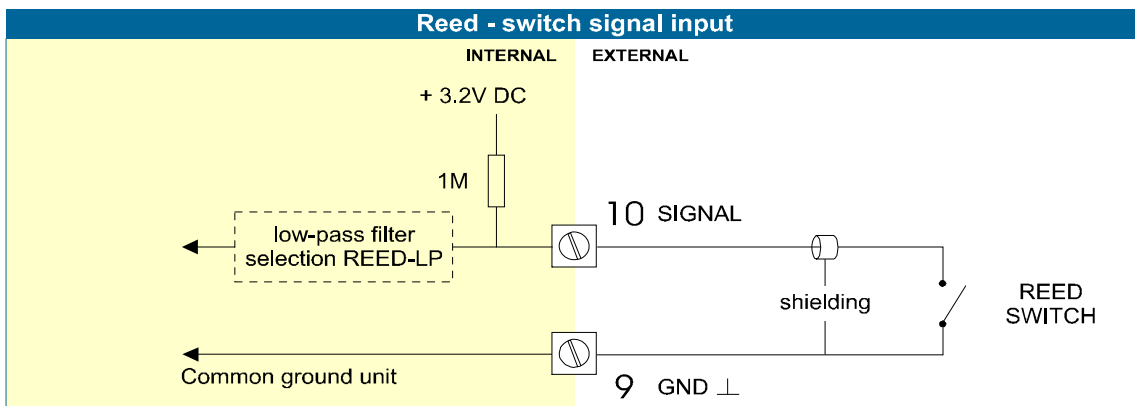 Reed - switch signal input
INTERNAL EXTERNAL
+ 3.2V DC
1M
10 SIGNAL
low-pass filter
selection REED-LP
shielding
REED
SWITCH
Common ground unit
9 GND ⊥